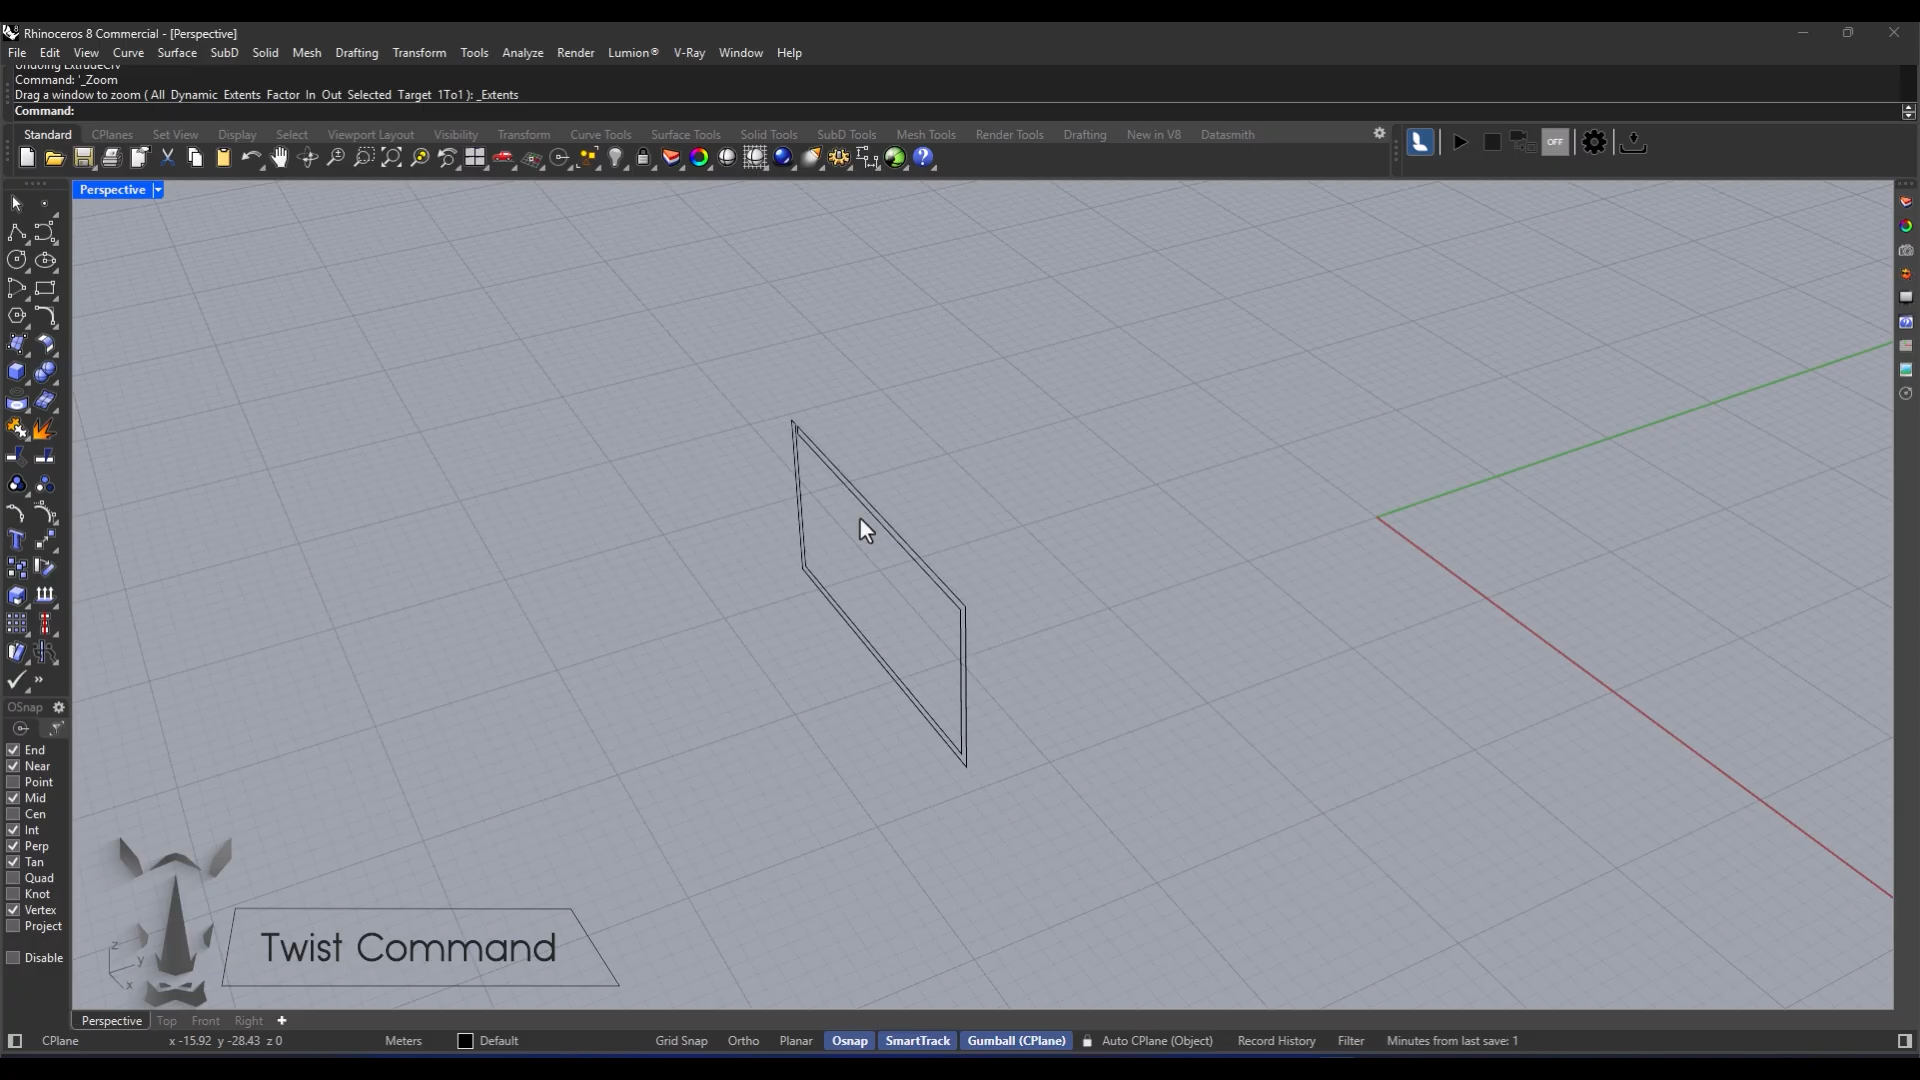 Rhinoceros 8 Commercial - [Perspective]
File Edit View Curve Surface SubD Solid Mesh Drafting Transform Tools Analyze Render Lumion® V-Ray Window Help
Undoing ExtrudeCrv
Command: '_Zoom
Drag a window to zoom ( All Dynamic Extents Factor In Out Selected Target 1To1 ): _Extents
Command:
Standard CPlanes Set View Display Select Viewport Layout Visibility Transform Curve Tools Surface Tools Solid Tools SubD Tools Mesh Tools Render Tools Drafting New in V8 Datasmith
OFF
Perspective
OSnap
End
Near
Point
Mid
Cen
Int
Perp
Tan
Quad
Knot
Vertex
Project
Disable
z
y
x
Twist Command
Perspective Top Front Right
CPlane x -15.92 y -28.43 z 0 Meters Default Grid Snap Ortho Planar Osnap SmartTrack Gumball (CPlane) Auto CPlane (Object) Record History Filter Minutes from last save: 1